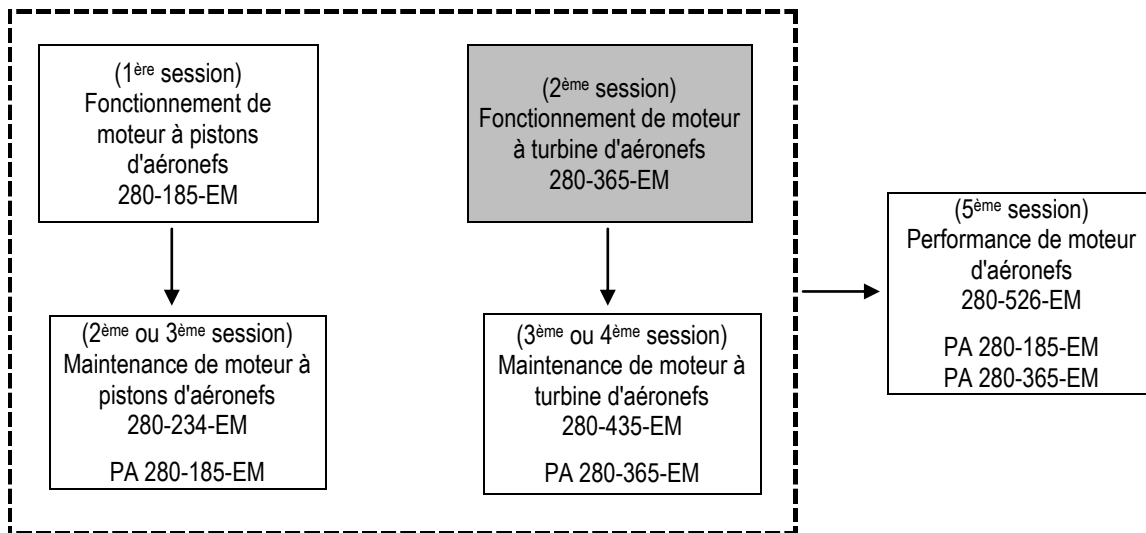 (1ère session)
Fonctionnement de
moteur à pistons
d'aéronefs
280-185-EM
(2ème session)
Fonctionnement de moteur
à turbine d'aéronefs
280-365-EM
(2ème ou 3ème session)
Maintenance de moteur à
pistons d'aéronefs
280-234-EM
PA 280-185-EM
(3ème ou 4ème session)
Maintenance de moteur à
turbine d'aéronefs
280-435-EM
PA 280-365-EM
(5ème session)
Performance de moteur
d'aéronefs
280-526-EM
PA 280-185-EM
PA 280-365-EM